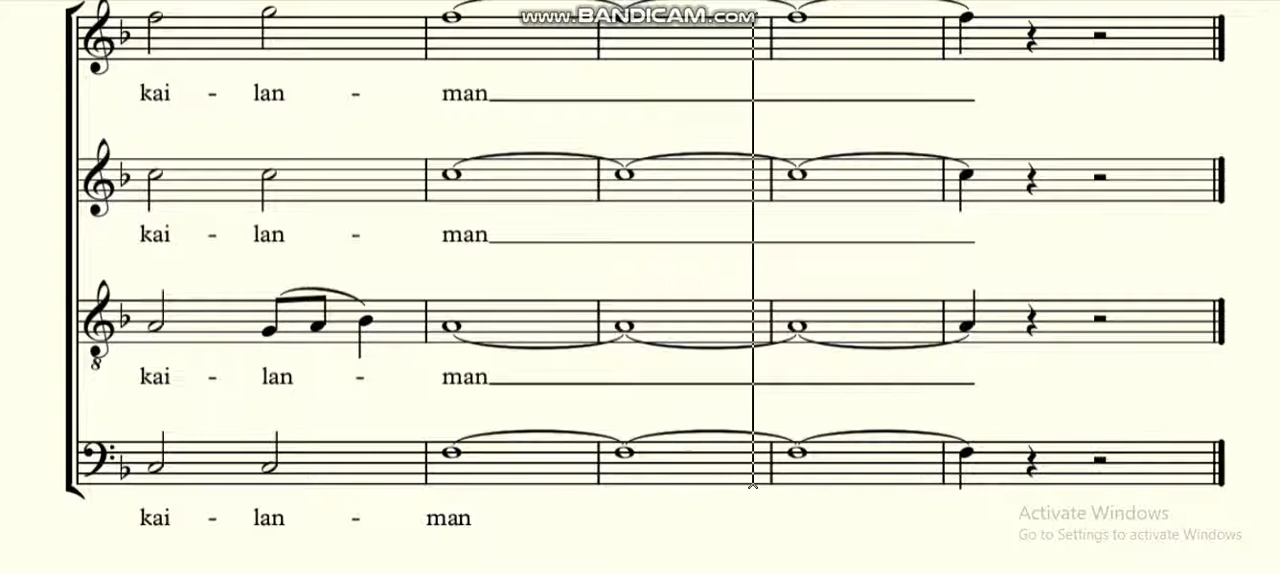 www.BANDICAM.com
kai - lan - man
kai - lan - man
kai - lan - man
8
kai - lan - man
Activate Windows
Go to Settings to activate Windows